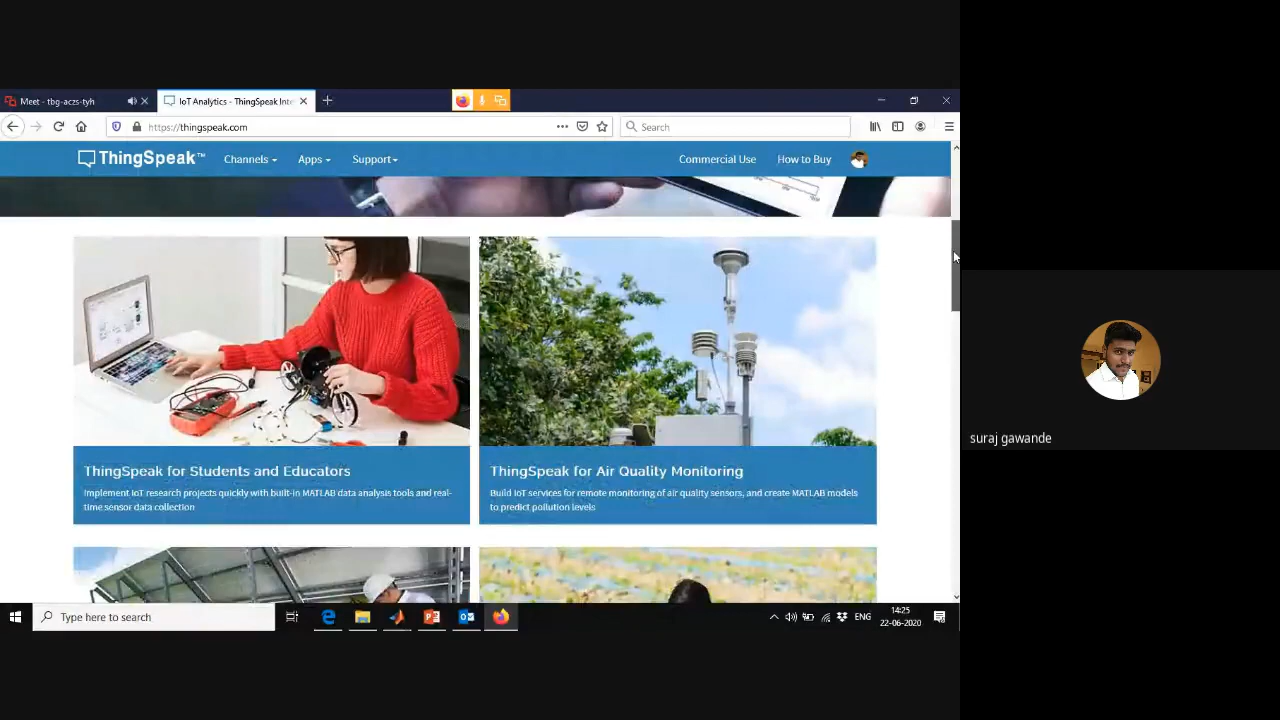 Meet - tbg-aczs-tyh
IoT Analytics - ThingSpeak Inte
https://thingspeak.com
Search
ThingSpeak™
Channels
Apps
Support
Commercial Use
How to Buy
ThingSpeak for Students and Educators
Implement IoT research projects quickly with built-in MATLAB data analysis tools and real-
time sensor data collection
ThingSpeak for Air Quality Monitoring
Build IoT services for remote monitoring of air quality sensors, and create MATLAB models
to predict pollution levels
suraj gawande
Type here to search
ENG
14:25
22-06-2020